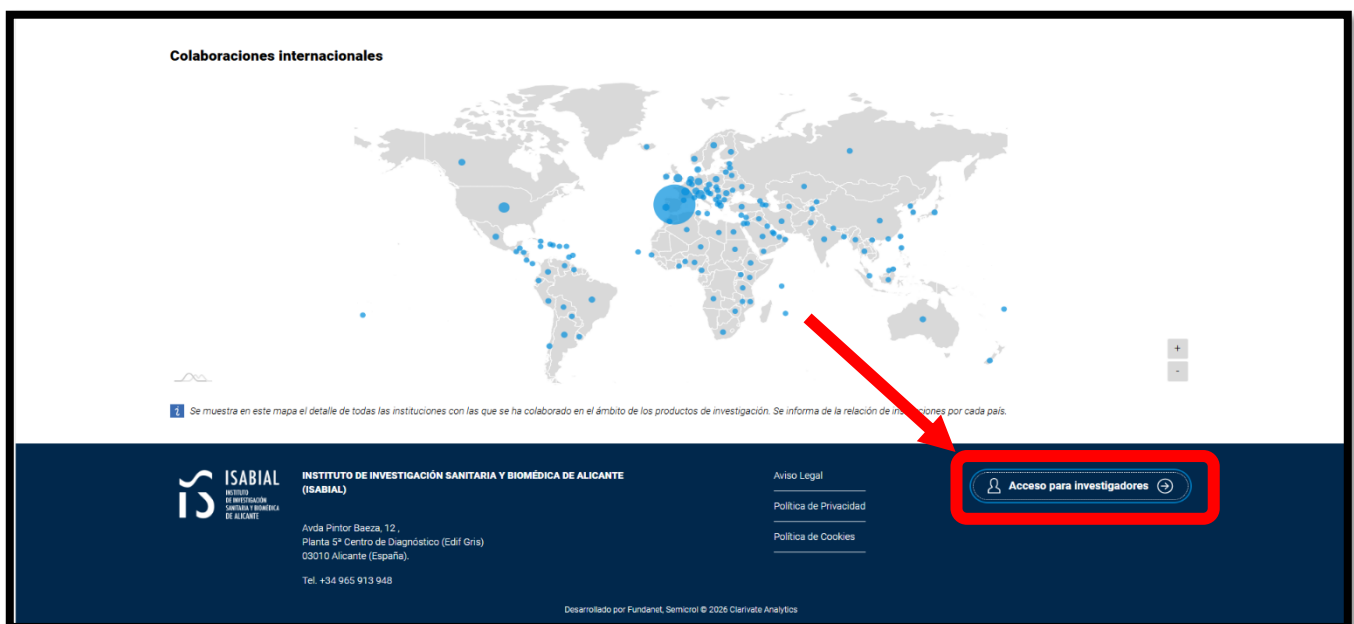 Colaboraciones internacionales
+
-
i Se muestra en este mapa el detalle de todas las instituciones con las que se ha colaborado en el ámbito de los productos de investigación. Se informa de la relación de instituciones por cada país.
ISABIAL
INSTITUTO
DE INVESTIGACIÓN
SANITARIA Y BIOMÉDICA
DE ALICANTE
INSTITUTO DE INVESTIGACIÓN SANITARIA Y BIOMÉDICA DE ALICANTE
(ISABIAL)
Avda Pintor Baeza, 12 ,
Planta 5ª Centro de Diagnóstico (Edif Gris)
03010 Alicante (España).
Tel. +34 965 913 948
Aviso Legal
Política de Privacidad
Política de Cookies
Acceso para investigadores
Desarrollado por Fundanet, Semicrol © 2026 Clarivate Analytics